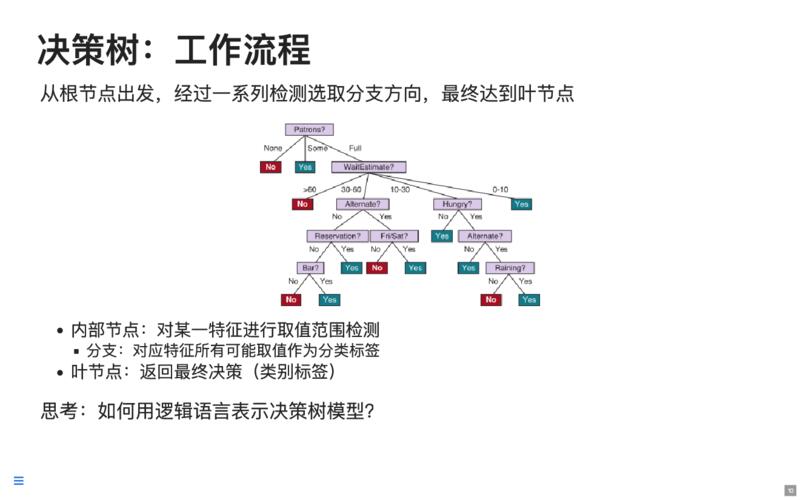 决策树：工作流程
从根节点出发，经过一系列检测选取分支方向，最终达到叶节点
Patrons?
None Some Full
No Yes WaitEstimate?
>60 30-60 10-30 0-10
No Alternate? Hungry? Yes
No Yes No Yes
Reservation? Fri/Sat? Yes Alternate?
No Yes No Yes No Yes
Bar? Yes No Yes Yes Raining?
No Yes No Yes
No Yes No Yes
• 内部节点：对某一特征进行取值范围检测
▪ 分支：对应特征所有可能取值作为分类标签
• 叶节点：返回最终决策（类别标签）
思考：如何用逻辑语言表示决策树模型？
10